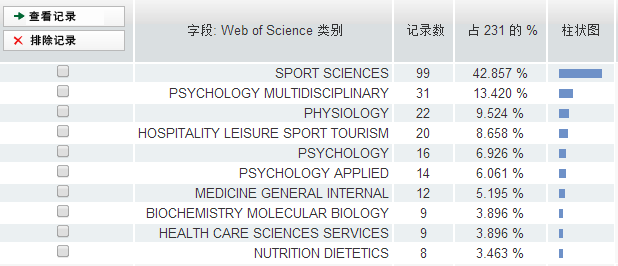 查看记录
排除记录
字段: Web of Science 类别 记录数 占 231 的 % 柱状图
SPORT SCIENCES 99 42.857 %
PSYCHOLOGY MULTIDISCIPLINARY 31 13.420 %
PHYSIOLOGY 22 9.524 %
HOSPITALITY LEISURE SPORT TOURISM 20 8.658 %
PSYCHOLOGY 16 6.926 %
PSYCHOLOGY APPLIED 14 6.061 %
MEDICINE GENERAL INTERNAL 12 5.195 %
BIOCHEMISTRY MOLECULAR BIOLOGY 9 3.896 %
HEALTH CARE SCIENCES SERVICES 9 3.896 %
NUTRITION DIETETICS 8 3.463 %